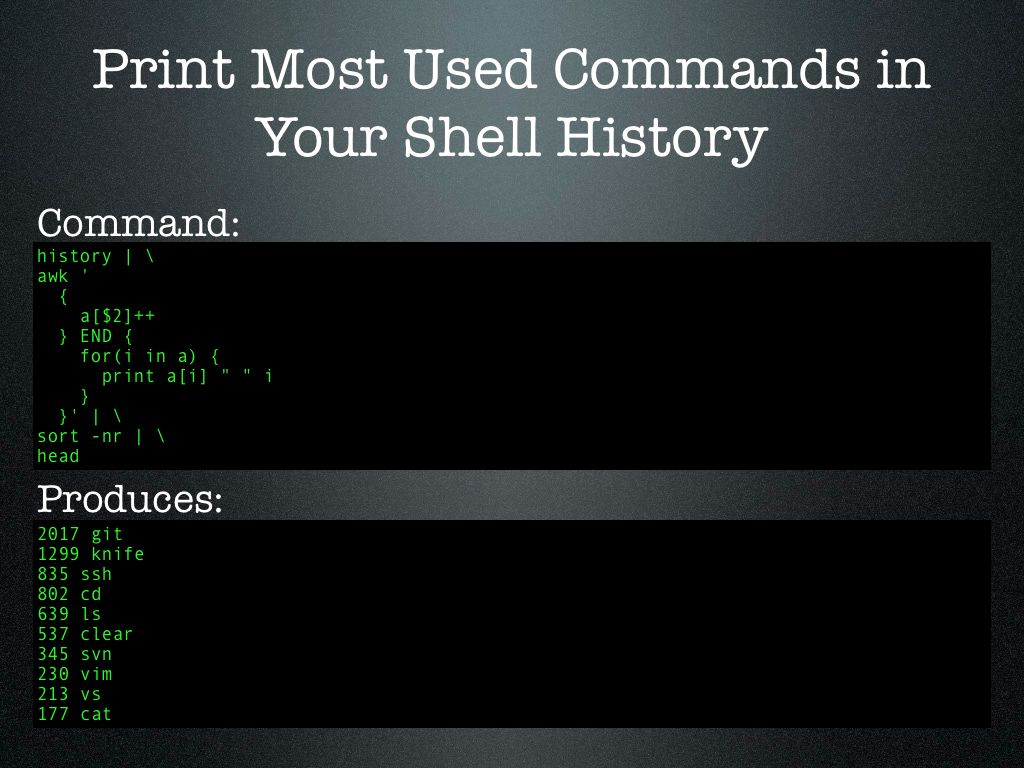 Print Most Used Commands in
Your Shell History
Command:
history | \
awk '
  {
    a[$2]++
  } END {
    for(i in a) {
      print a[i] " " i
    }
  }' | \
sort -nr | \
head
Produces:
2017 git
1299 knife
835 ssh
802 cd
639 ls
537 clear
345 svn
230 vim
213 vs
177 cat